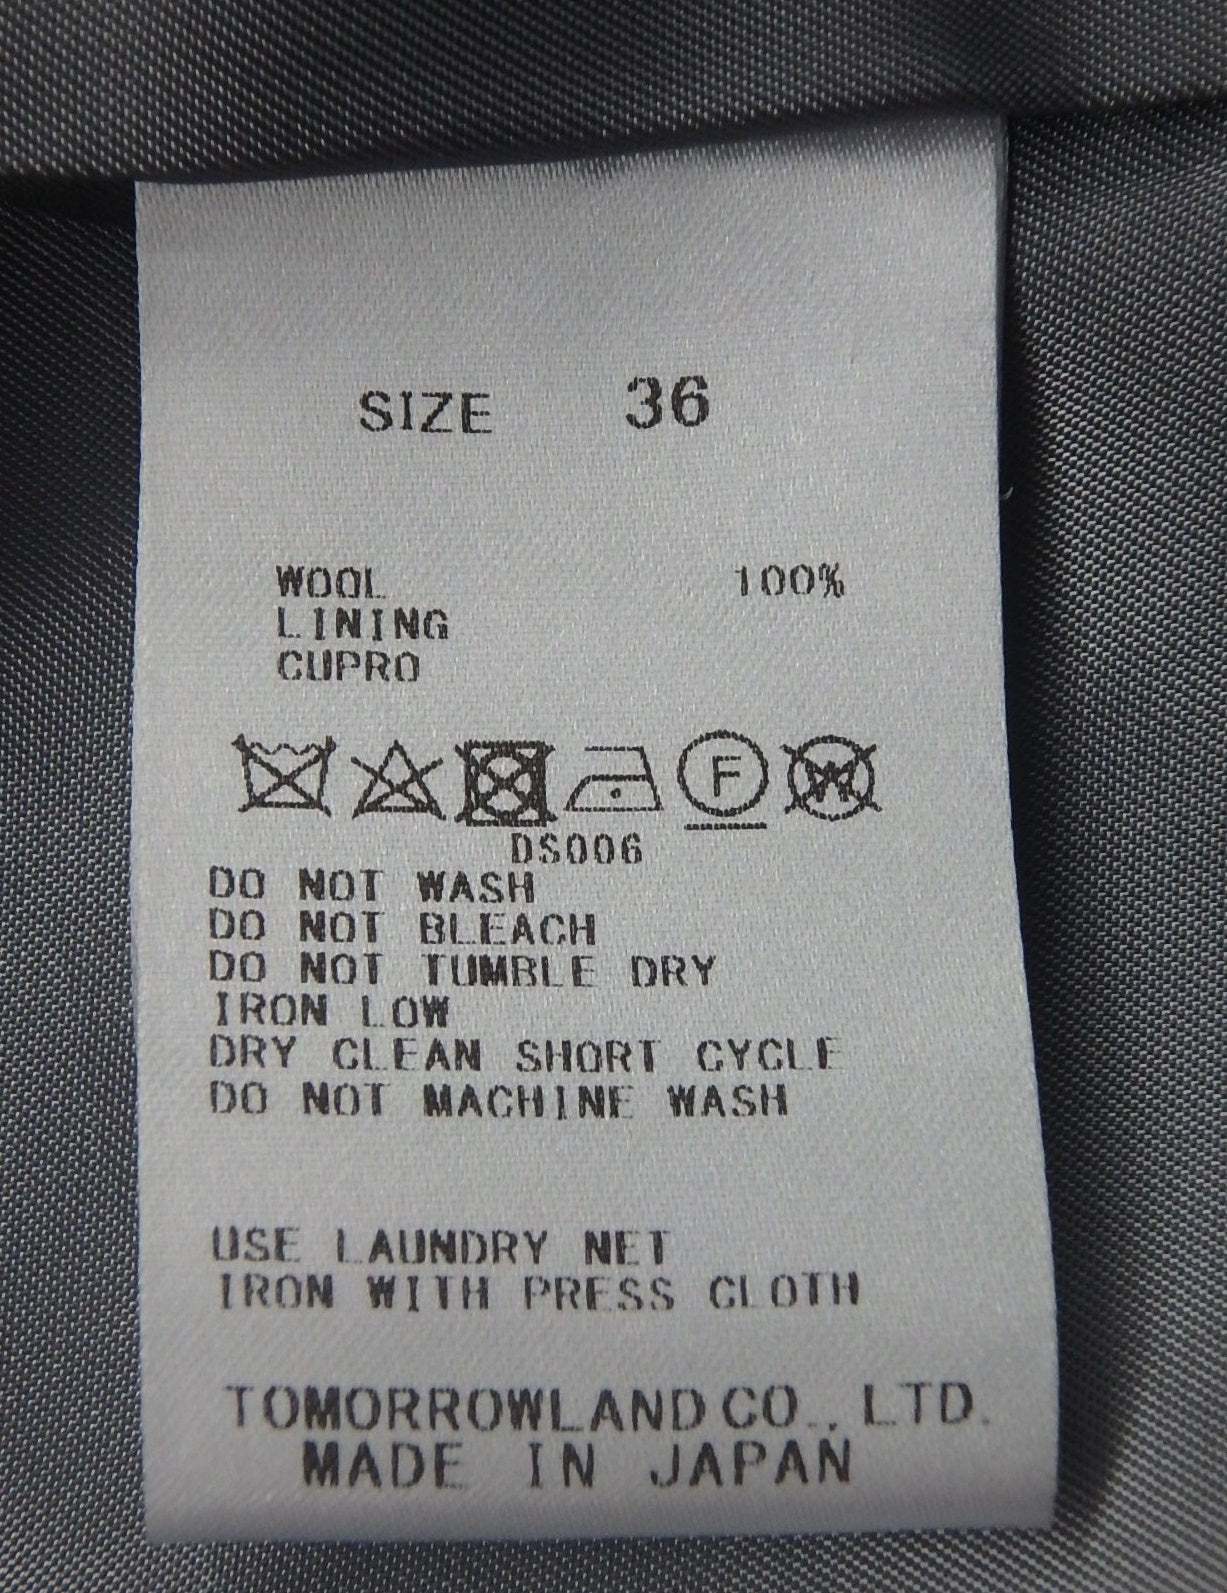 SIZE 36
WOOL 100%
LINING
CUPRO
F W
DS006
DO NOT WASH
DO NOT BLEACH
DO NOT TUMBLE DRY
IRON LOW
DRY CLEAN SHORT CYCLE
DO NOT MACHINE WASH
USE LAUNDRY NET
IRON WITH PRESS CLOTH
TOMORROWLAND CO., LTD.
MADE IN JAPAN